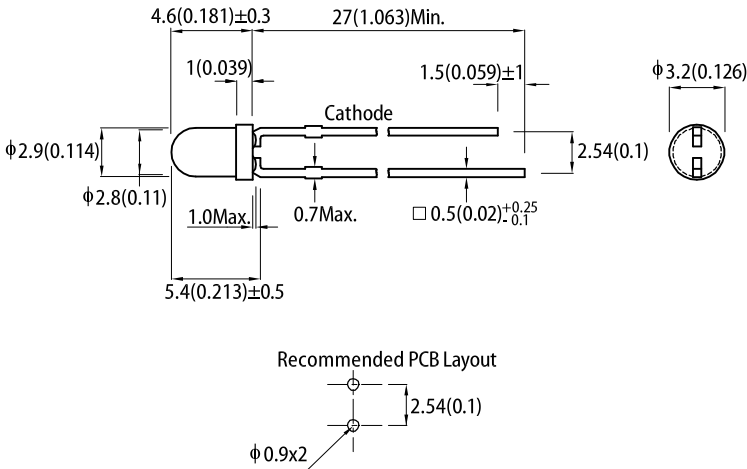 4.6(0.181)±0.3
27(1.063)Min.
1(0.039)
1.5(0.059)±1
ϕ3.2(0.126)
Cathode
ϕ2.9(0.114)
2.54(0.1)
ϕ2.8(0.11)
1.0Max.
0.7Max.
□ 0.5(0.02)+0.25 -0.1
5.4(0.213)±0.5
Recommended PCB Layout
2.54(0.1)
ϕ0.9x2